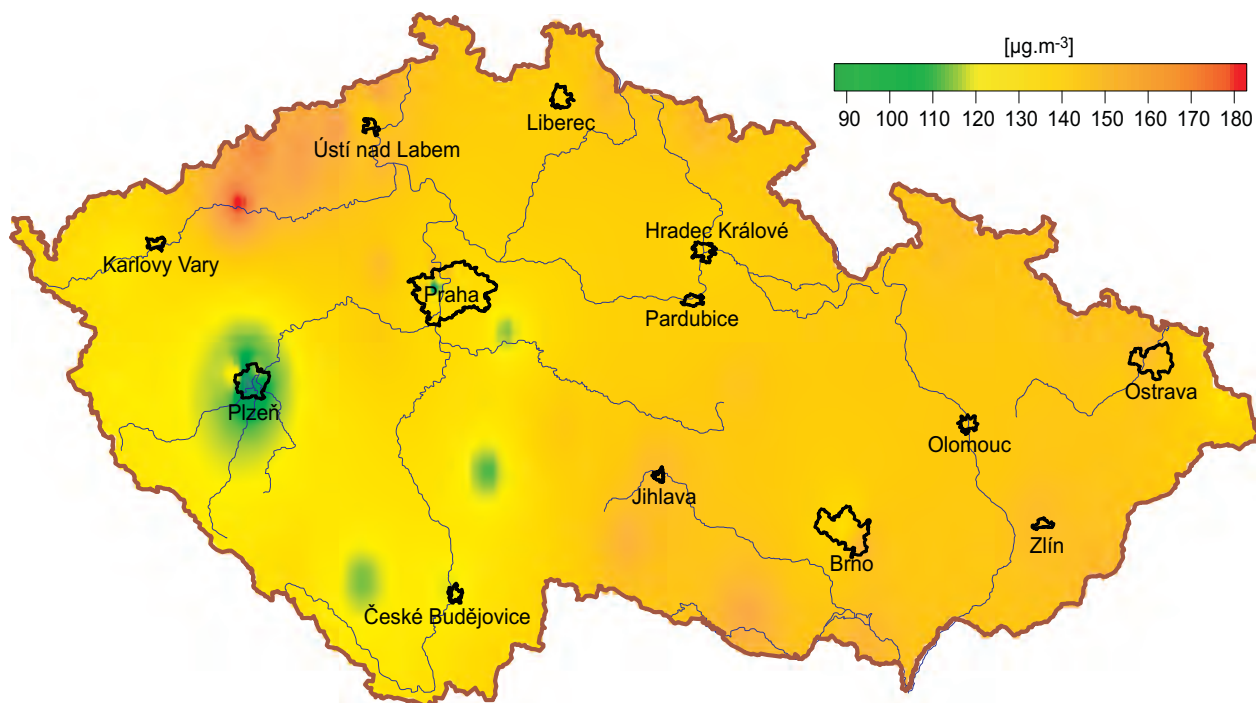 [µg.m-3]
90 100 110 120 130 140 150 160 170 180
Liberec
Ústí nad Labem
Hradec Králové
Karlovy Vary
Praha
Pardubice
Ostrava
Plzeň
Olomouc
Jihlava
Zlín
Brno
České Budějovice